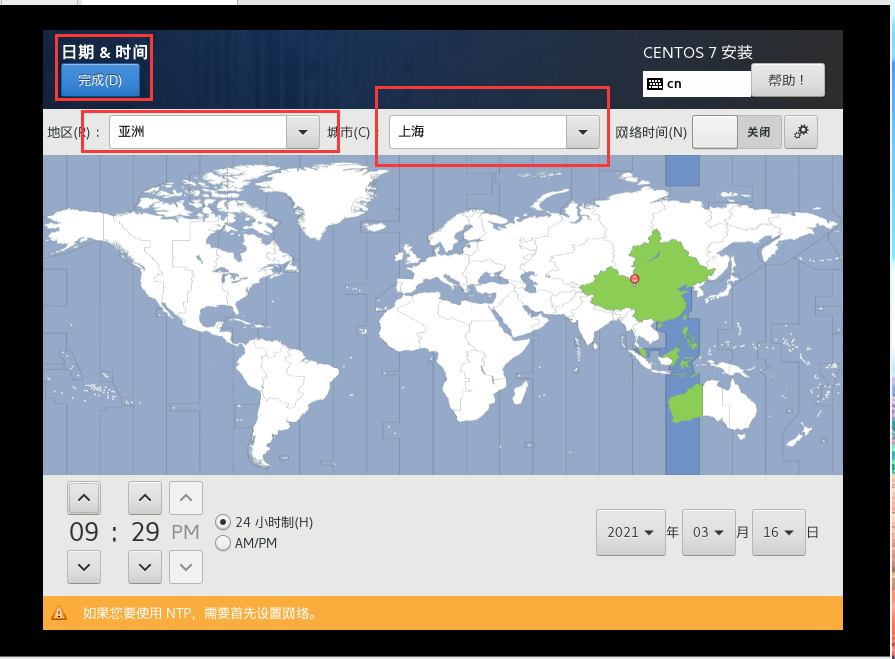 日期 & 时间
CENTOS 7 安装
完成(D)
cn
帮助！
地区(R)：
亚洲
城市(C)：
上海
网络时间(N)
关闭
09 : 29 PM
24 小时制(H)
AM/PM
2021 年 03 月 16 日
如果您要使用 NTP，需要首先设置网络。